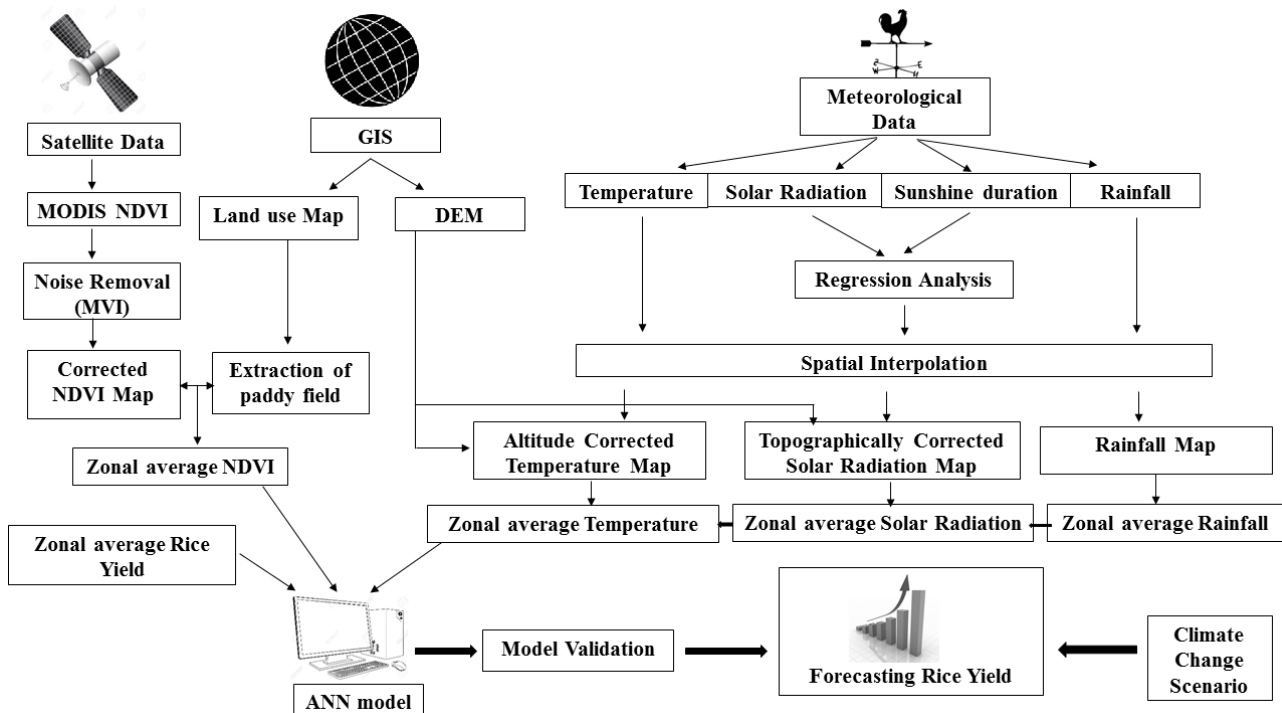 Satellite Data
GIS
Meteorological
Data
MODIS NDVI
Land use Map
DEM
Temperature
Solar Radiation
Sunshine duration
Rainfall
Noise Removal
(MVI)
Regression Analysis
Corrected
NDVI Map
Extraction of
paddy field
Spatial Interpolation
Zonal average NDVI
Altitude Corrected
Temperature Map
Topographically Corrected
Solar Radiation Map
Rainfall Map
Zonal average Temperature
Zonal average Solar Radiation
Zonal average Rainfall
Zonal average Rice
Yield
ANN model
Model Validation
Forecasting Rice Yield
Climate
Change
Scenario